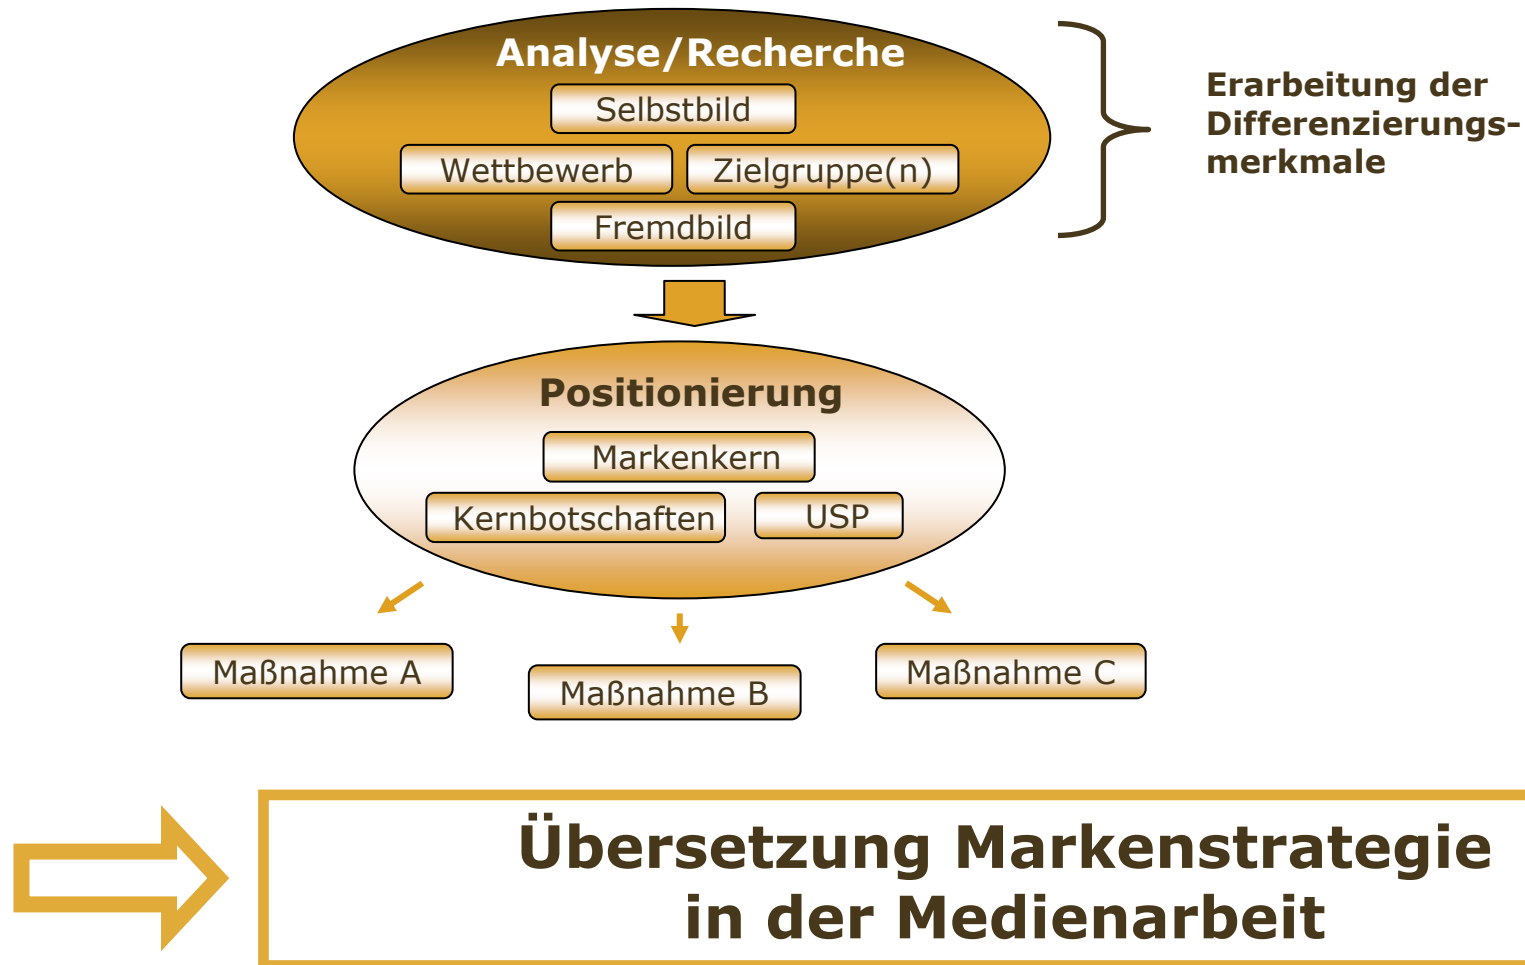 Analyse/Recherche
Selbstbild
Wettbewerb
Zielgruppe(n)
Fremdbild
Erarbeitung der
Differenzierungs-
merkmale
Positionierung
Markenkern
Kernbotschaften
USP
Maßnahme A
Maßnahme B
Maßnahme C
Übersetzung Markenstrategie
in der Medienarbeit